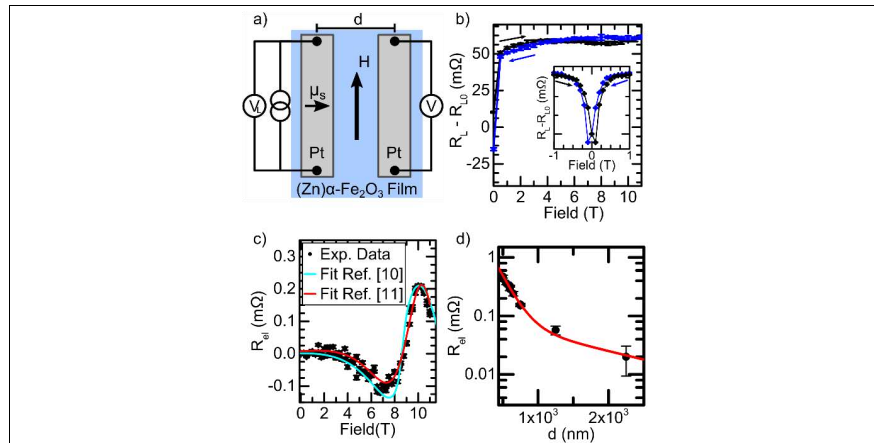 a)
d
H
μs
VL
V
Pt
Pt
(Zn)α-Fe2O3 Film
b)
RL - RL0 (mΩ)
50
25
0
-25
0 2 4 6 8 10
Field (T)
RL-RL0 (mΩ)
-1 0 1
Field (T)
c)
Rel (mΩ)
0.3
0.2
0.1
0.0
-0.1
Exp. Data
Fit Ref. [10]
Fit Ref. [11]
0 2 4 6 8 10
Field(T)
d)
Rel (mΩ)
1
0.1
0.01
1x10³ 2x10³
d (nm)